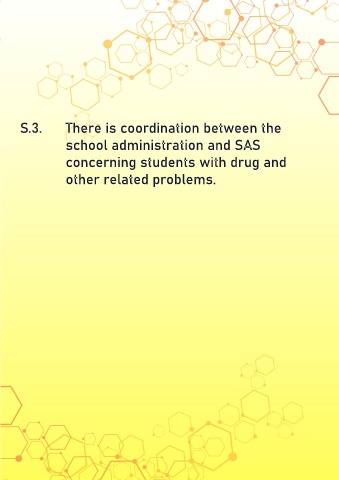 S.3. There is coordination between the
school administration and SAS
concerning students with drug and
other related problems.